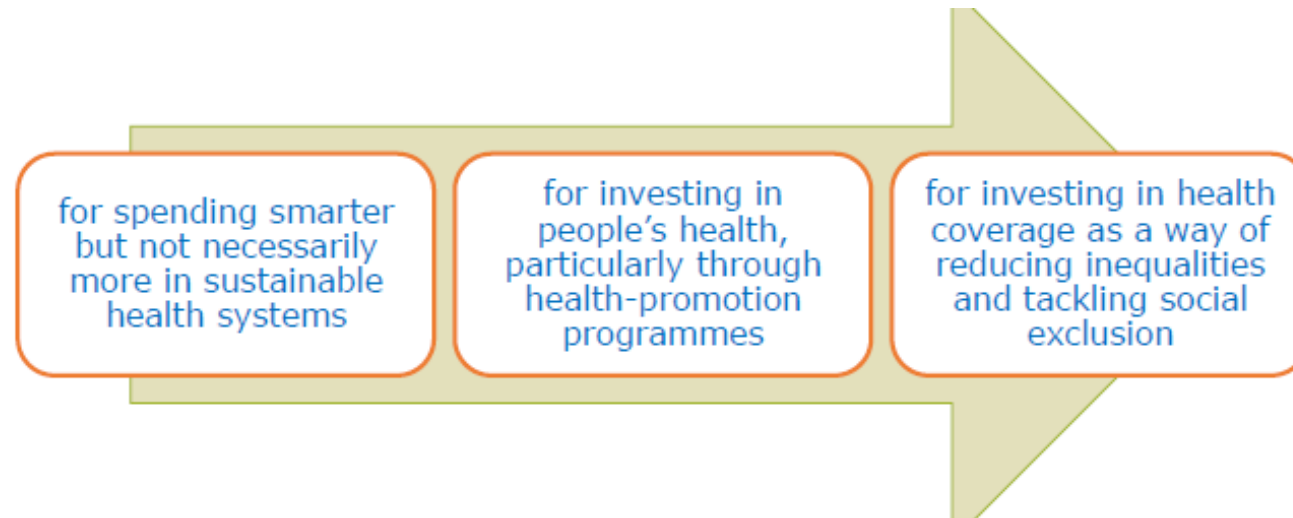 for spending smarter
but not necessarily
more in sustainable
health systems
for investing in
people’s health,
particularly through
health-promotion
programmes
for investing in health
coverage as a way of
reducing inequalities
and tackling social
exclusion